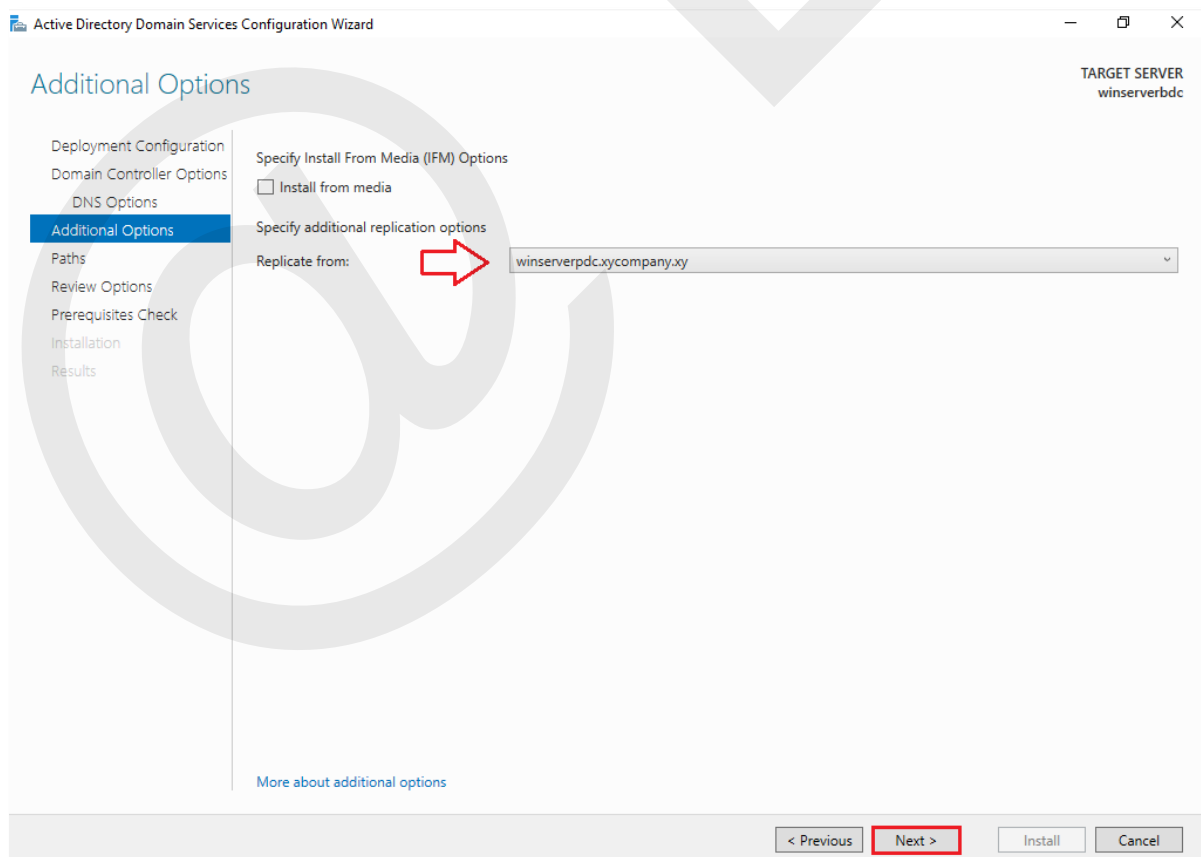 Active Directory Domain Services Configuration Wizard
Additional Options
TARGET SERVER
winserverbdc
Deployment Configuration
Domain Controller Options
DNS Options
Additional Options
Paths
Review Options
Prerequisites Check
Installation
Results
Specify Install From Media (IFM) Options
Install from media
Specify additional replication options
Replicate from:
winserverpdc.xycompany.xy
More about additional options
< Previous
Next >
Install
Cancel